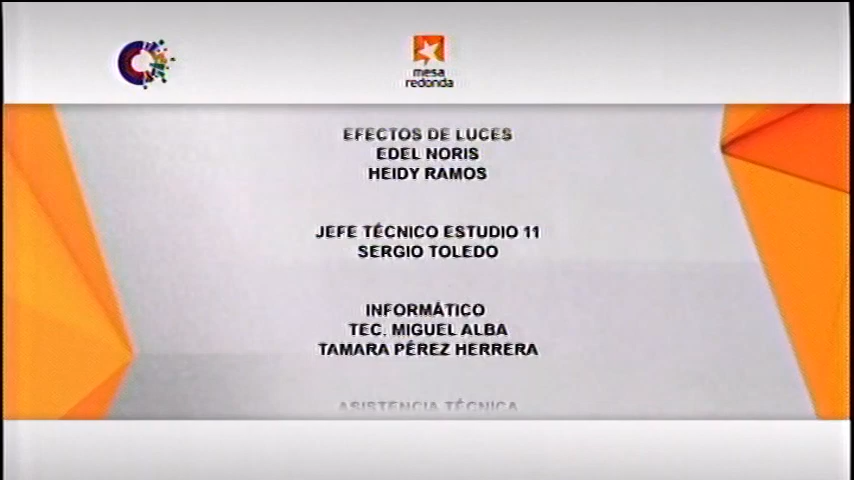 mesa
redonda
EFECTOS DE LUCES
EDEL NORIS
HEIDY RAMOS
JEFE TÉCNICO ESTUDIO 11
SERGIO TOLEDO
INFORMÁTICO
TEC. MIGUEL ALBA
TAMARA PÉREZ HERRERA
ASISTENCIA TÉCNICA